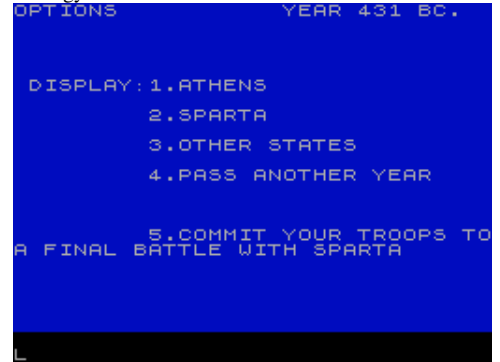 OPTIONS YEAR 431 BC.
DISPLAY:1.ATHENS
2.SPARTA
3.OTHER STATES
4.PASS ANOTHER YEAR
5.COMMIT YOUR TROOPS TO
A FINAL BATTLE WITH SPARTA
L